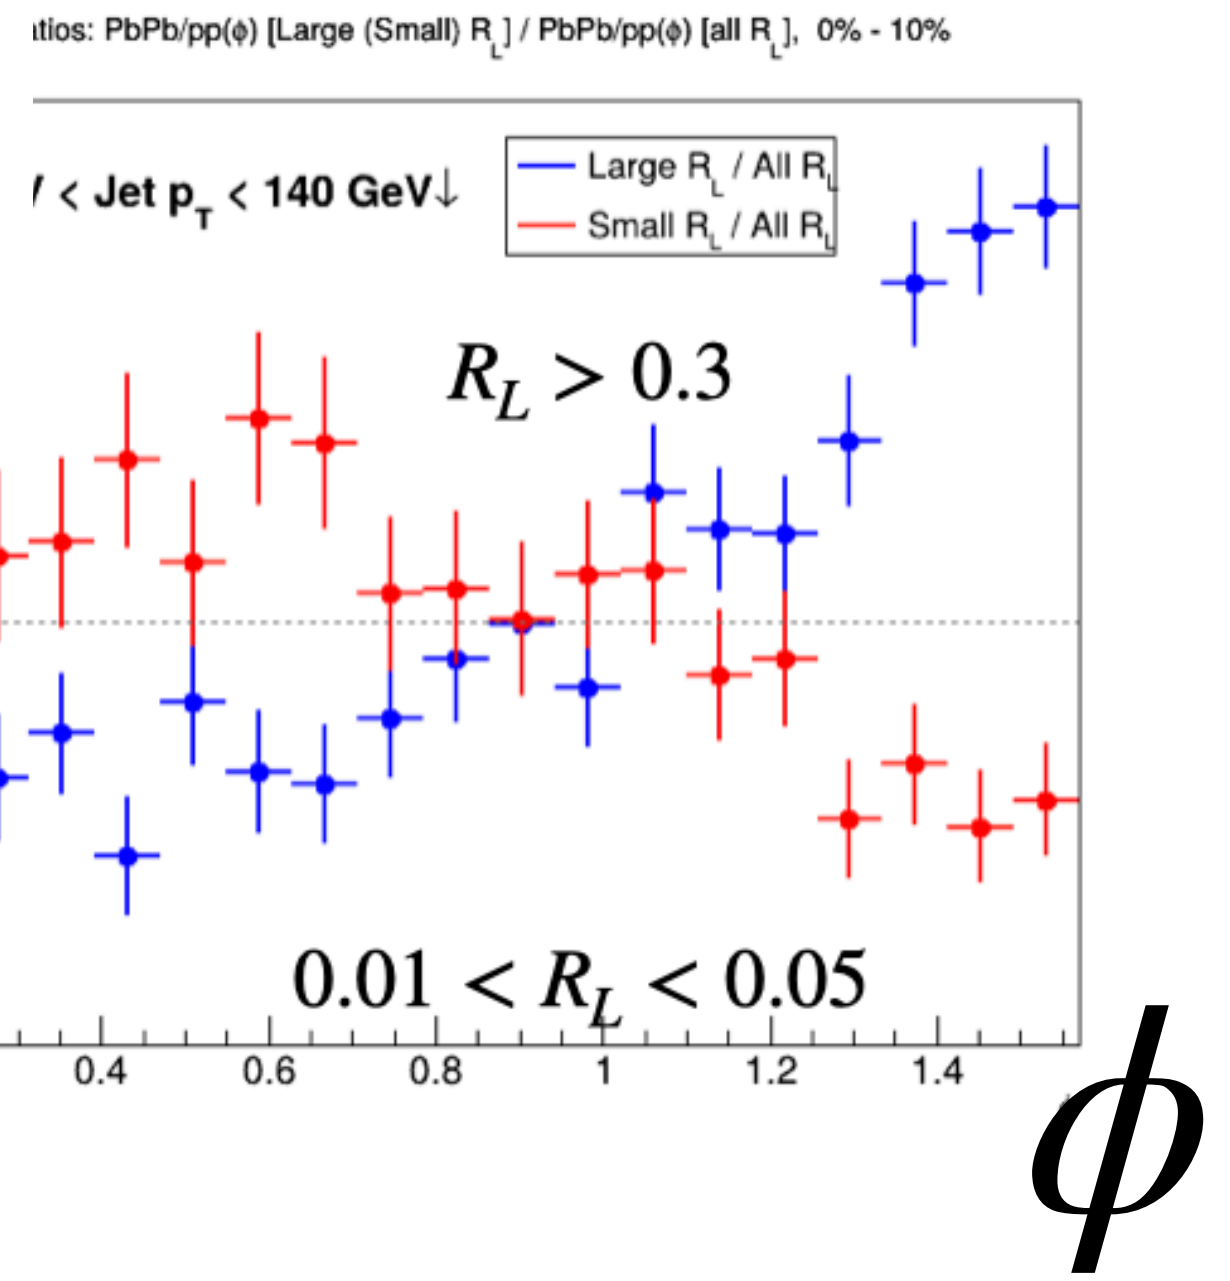 atios: PbPb/pp(ϕ) [Large (Small) R_L] / PbPb/pp(ϕ) [all R_L], 0% - 10%
< Jet p_T < 140 GeV↓
Large R_L / All R_L
Small R_L / All R_L
R_L > 0.3
0.01 < R_L < 0.05
0.4 0.6 0.8 1 1.2 1.4
ϕ